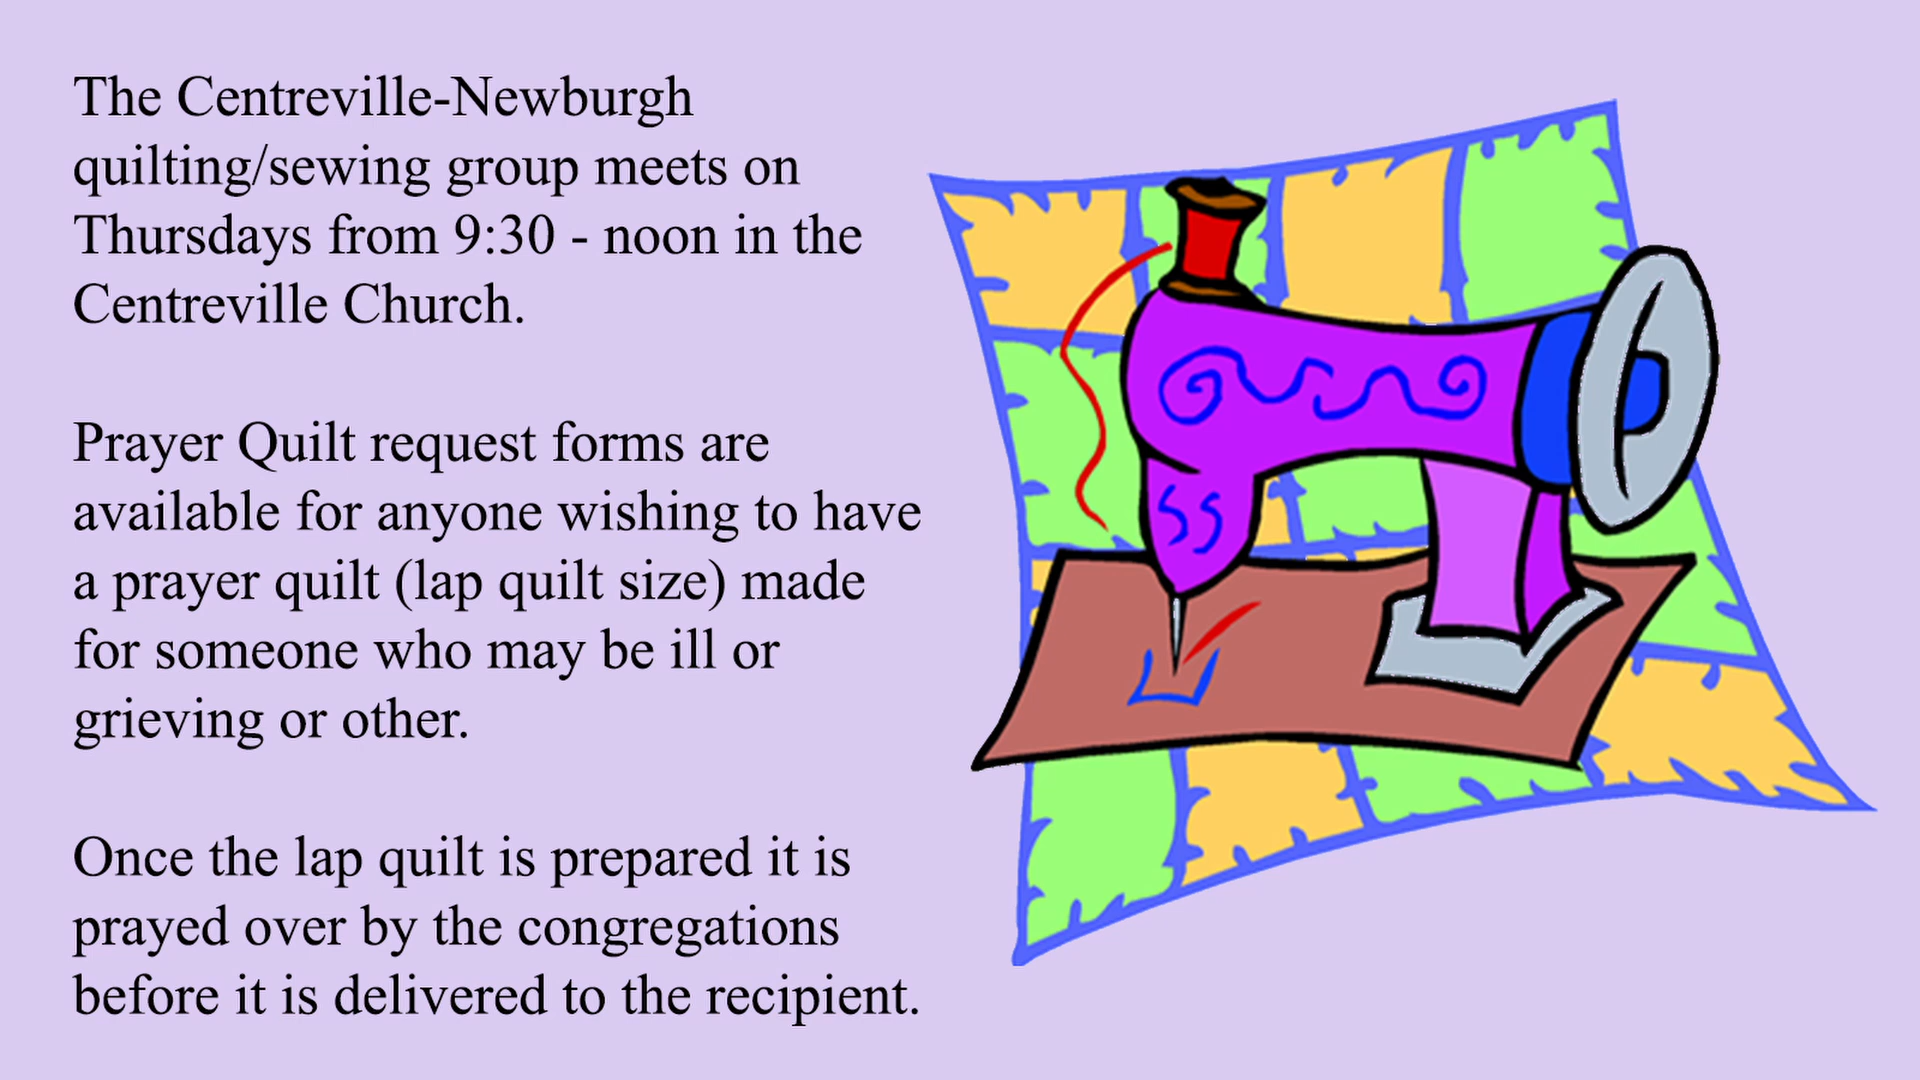 The Centreville-Newburgh
quilting/sewing group meets on
Thursdays from 9:30 - noon in the
Centreville Church.
Prayer Quilt request forms are
available for anyone wishing to have
a prayer quilt (lap quilt size) made
for someone who may be ill or
grieving or other.
Once the lap quilt is prepared it is
prayed over by the congregations
before it is delivered to the recipient.